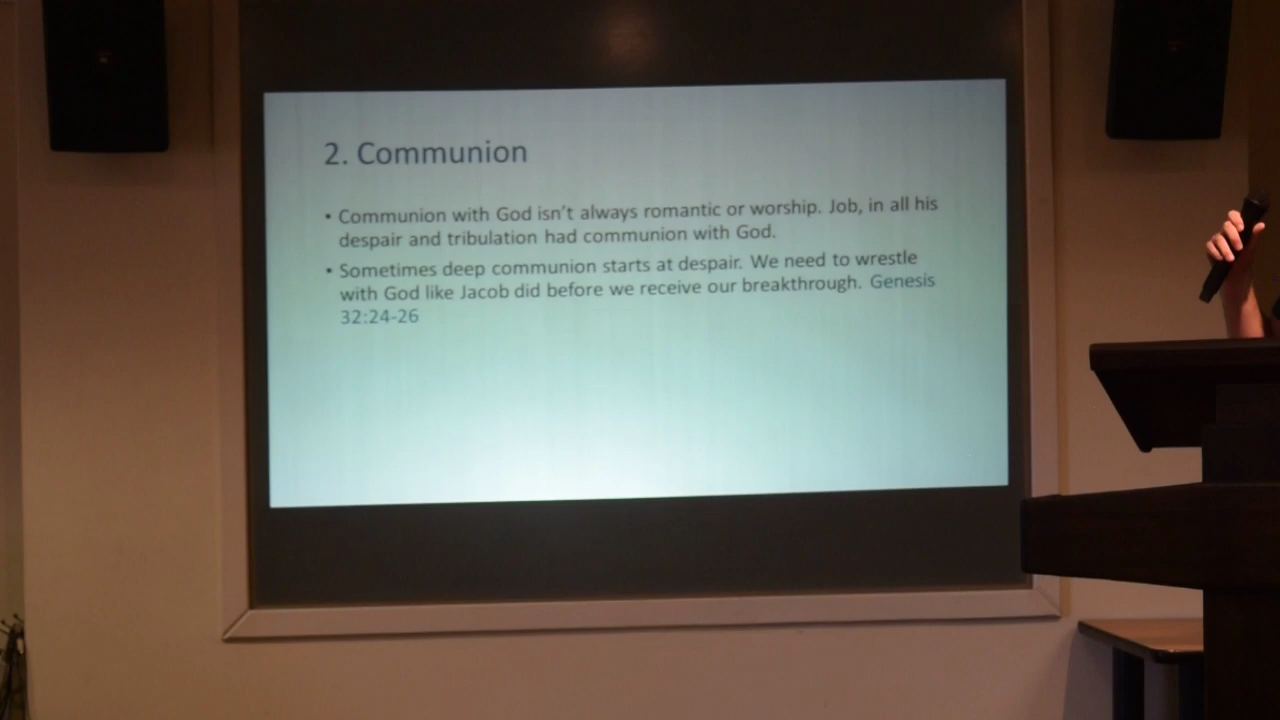 2. Communion
• Communion with God isn't always romantic or worship. Job, in all his
despair and tribulation had communion with God.
• Sometimes deep communion starts at despair. We need to wrestle
with God like Jacob did before we receive our breakthrough. Genesis
32:24-26